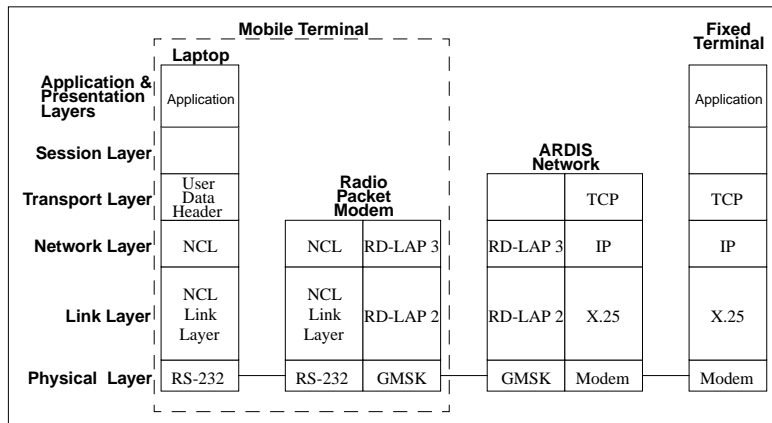 Mobile Terminal
Fixed
Terminal
Laptop
Application &
Presentation
Layers
Application
Application
Session Layer
ARDIS
Network
Radio
Packet
Modem
Transport Layer
User
Data
Header
TCP
TCP
Network Layer
NCL
NCL
RD-LAP 3
RD-LAP 3
IP
IP
Link Layer
NCL
Link
Layer
NCL
Link
Layer
RD-LAP 2
RD-LAP 2
X.25
X.25
Physical Layer
RS-232
RS-232
GMSK
GMSK
Modem
Modem